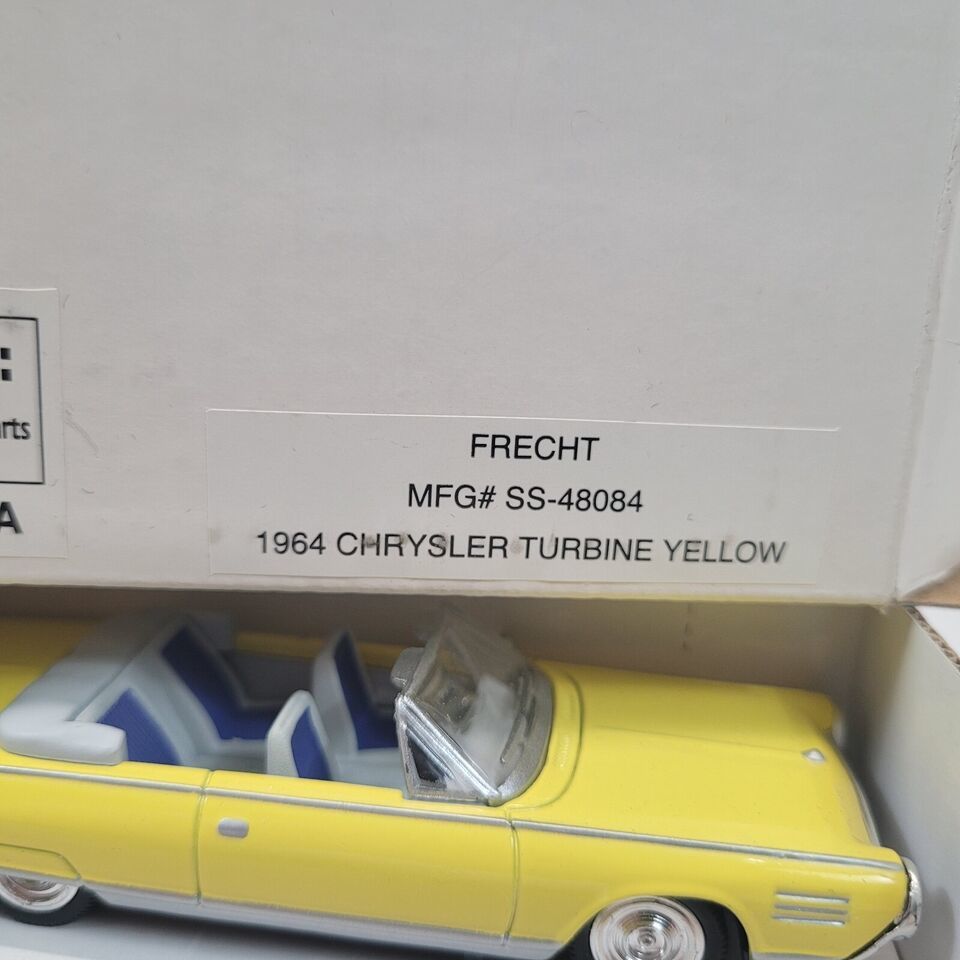 FRECHT
MFG# SS-48084
1964 CHRYSLER TURBINE YELLOW